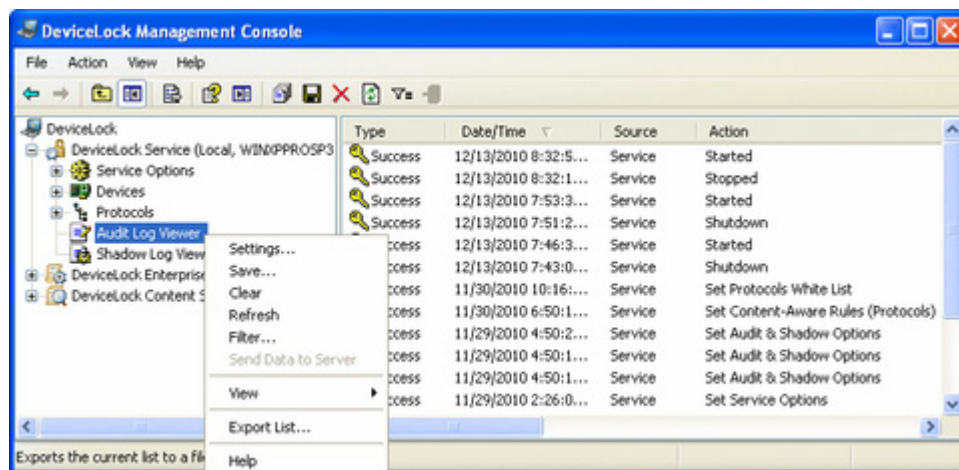 DeviceLock Management Console
File Action View Help
DeviceLock
DeviceLock Service (Local, WINXPPROSP3
Service Options
Devices
Protocols
Audit Log Viewer
Shadow Log View
DeviceLock Enterprise
DeviceLock Content S
Settings...
Save...
Clear
Refresh
Filter...
Send Data to Server
View
Export List...
Help
Type Date/Time Source Action
Success 12/13/2010 8:32:5... Service Started
Success 12/13/2010 8:32:1... Service Stopped
Success 12/13/2010 7:53:3... Service Started
Success 12/13/2010 7:51:2... Service Shutdown
ccess 12/13/2010 7:46:3... Service Started
ccess 12/13/2010 7:43:0... Service Shutdown
ccess 11/30/2010 10:16:... Service Set Protocols White List
ccess 11/30/2010 6:50:1... Service Set Content-Aware Rules (Protocols)
ccess 11/29/2010 4:50:2... Service Set Audit & Shadow Options
ccess 11/29/2010 4:50:1... Service Set Audit & Shadow Options
ccess 11/29/2010 4:50:1... Service Set Audit & Shadow Options
ccess 11/29/2010 2:26:0... Service Set Service Options
Exports the current list to a fil